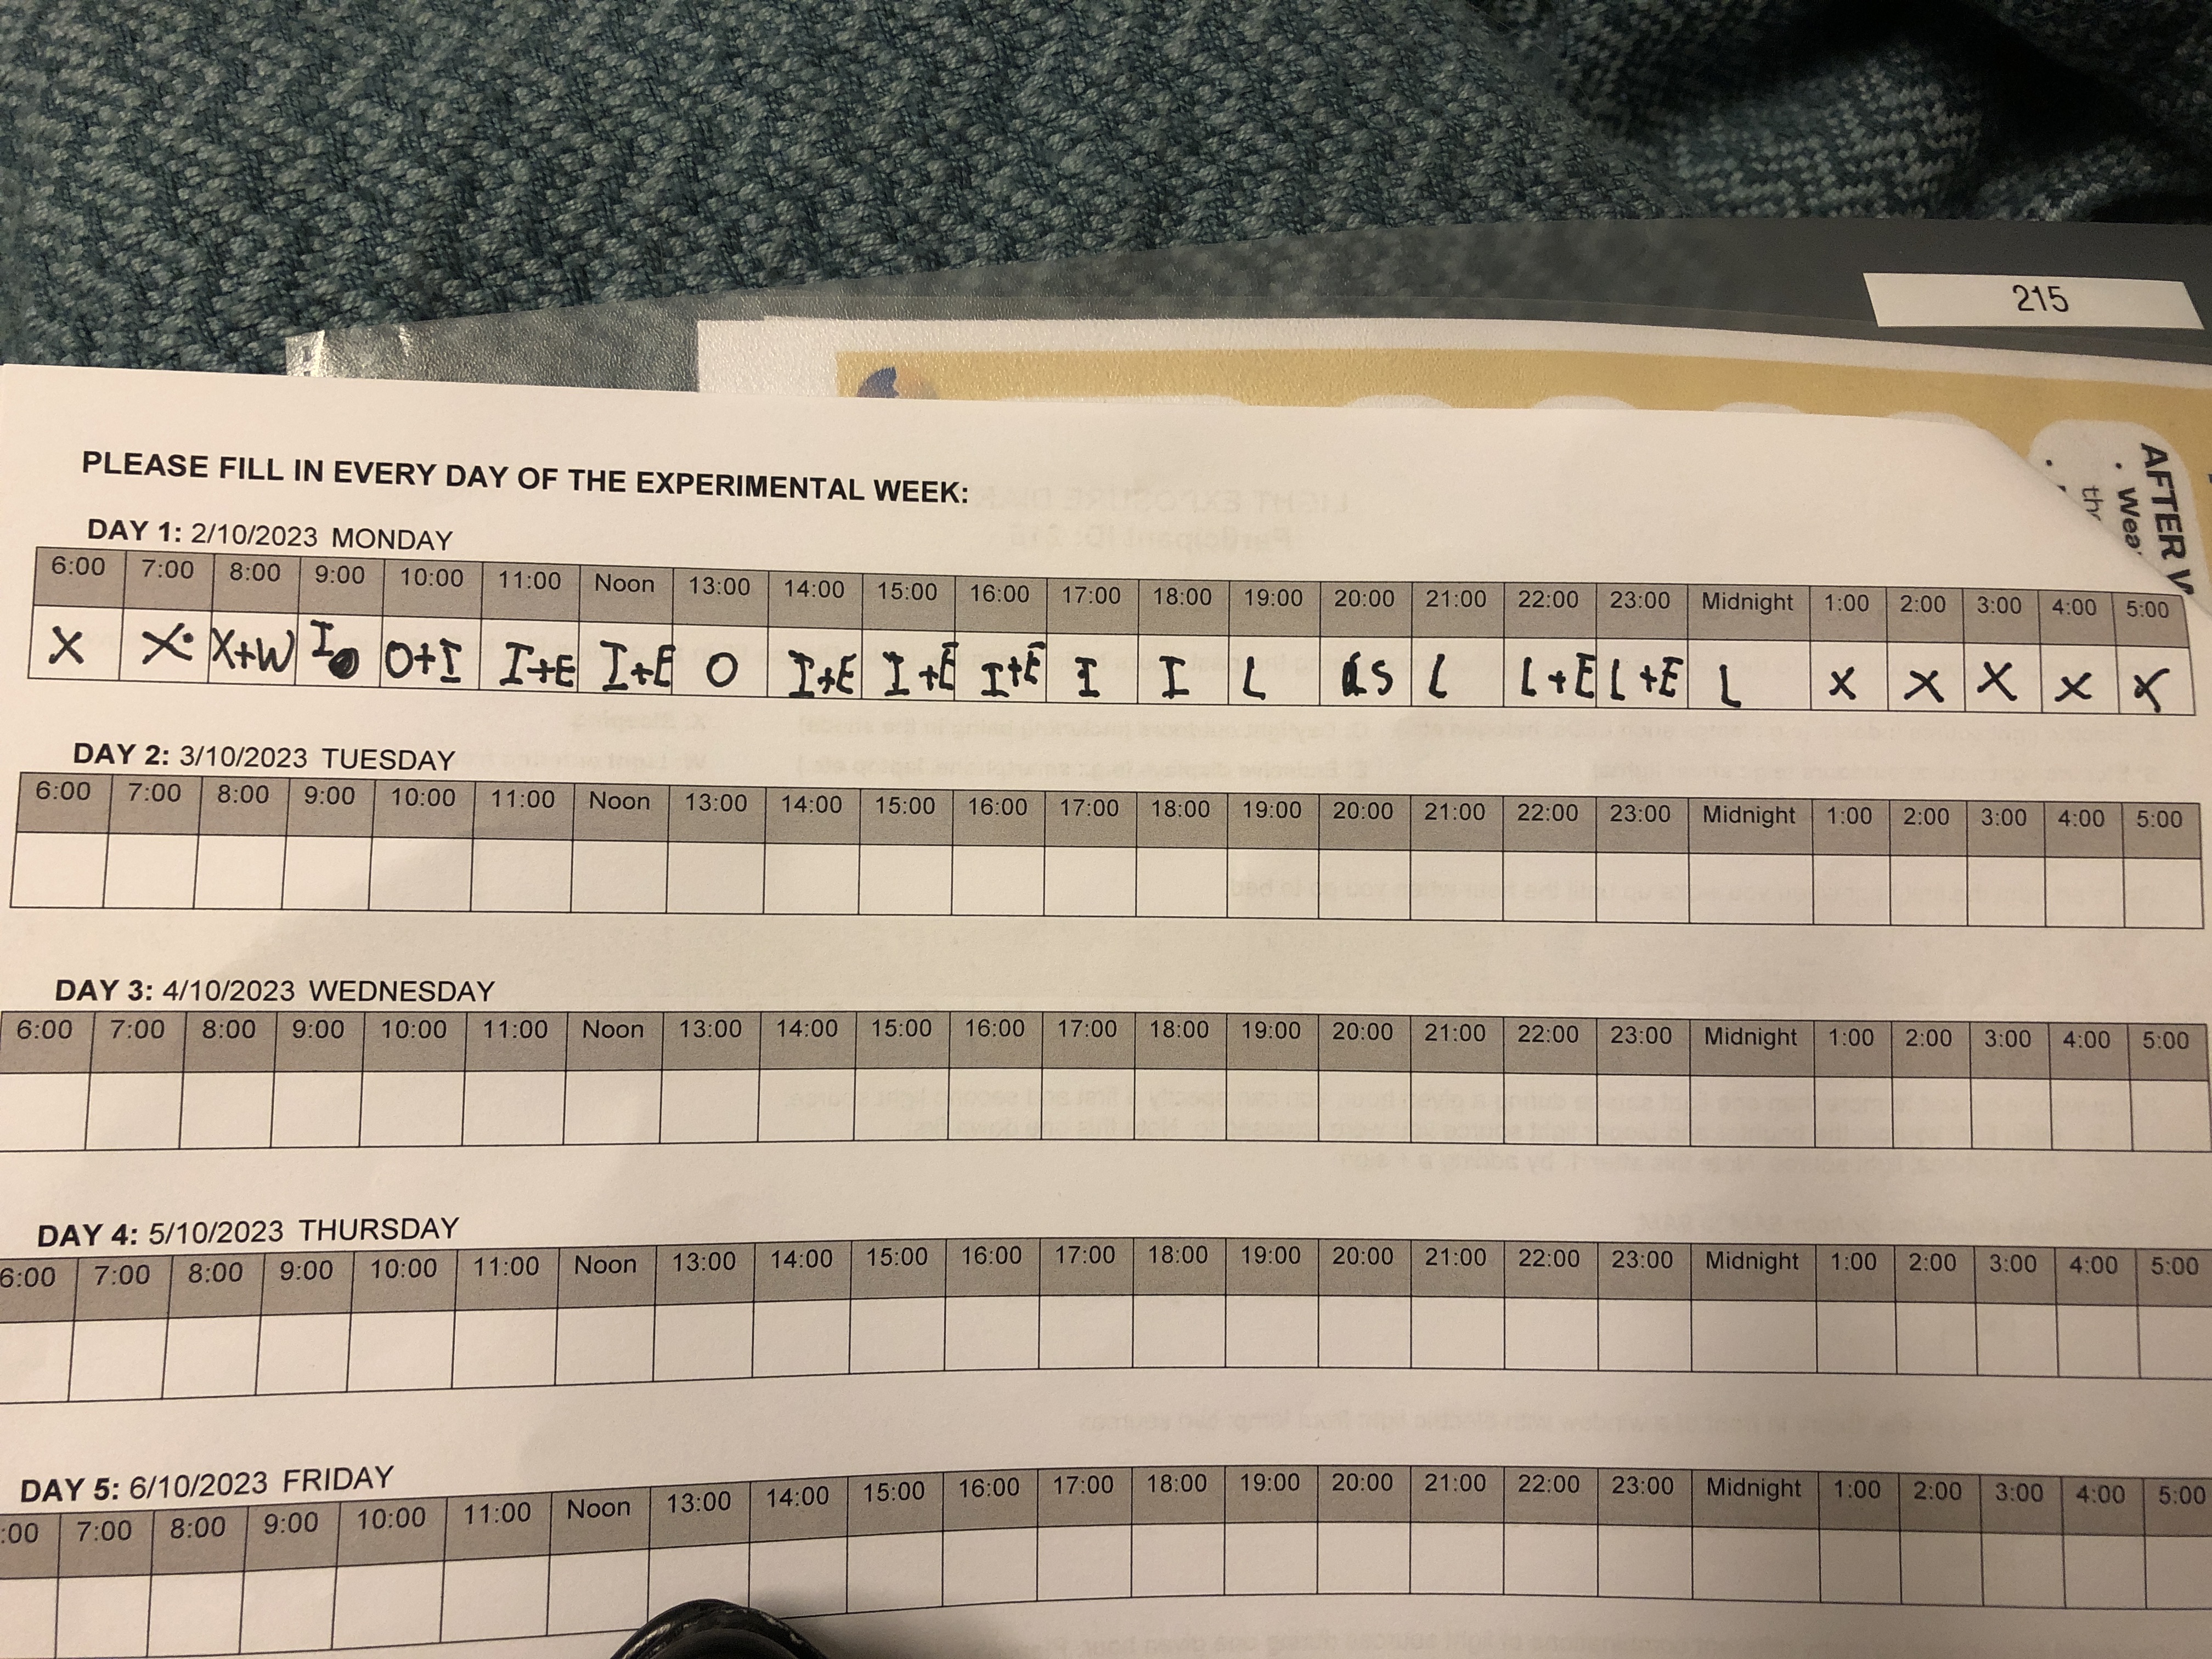 PLEASE FILL IN EVERY DAY OF THE EXPERIMENTAL WEEK:
DAY 1: 2/10/2023 MONDAY
6:00 7:00 8:00 9:00 10:00 11:00 Noon 13:00 14:00 15:00 16:00 17:00 18:00 19:00 20:00 21:00 22:00 23:00 Midnight 1:00 2:00 3:00 4:00 5:00
X X X+W I O+I I+E I+E O I+E I+E I+E I I L S L L+E L+E L X X X X X
DAY 2: 3/10/2023 TUESDAY
6:00 7:00 8:00 9:00 10:00 11:00 Noon 13:00 14:00 15:00 16:00 17:00 18:00 19:00 20:00 21:00 22:00 23:00 Midnight 1:00 2:00 3:00 4:00 5:00
DAY 3: 4/10/2023 WEDNESDAY
6:00 7:00 8:00 9:00 10:00 11:00 Noon 13:00 14:00 15:00 16:00 17:00 18:00 19:00 20:00 21:00 22:00 23:00 Midnight 1:00 2:00 3:00 4:00 5:00
DAY 4: 5/10/2023 THURSDAY
6:00 7:00 8:00 9:00 10:00 11:00 Noon 13:00 14:00 15:00 16:00 17:00 18:00 19:00 20:00 21:00 22:00 23:00 Midnight 1:00 2:00 3:00 4:00 5:00
DAY 5: 6/10/2023 FRIDAY
:00 7:00 8:00 9:00 10:00 11:00 Noon 13:00 14:00 15:00 16:00 17:00 18:00 19:00 20:00 21:00 22:00 23:00 Midnight 1:00 2:00 3:00 4:00 5:00
215
AFTER
Wea